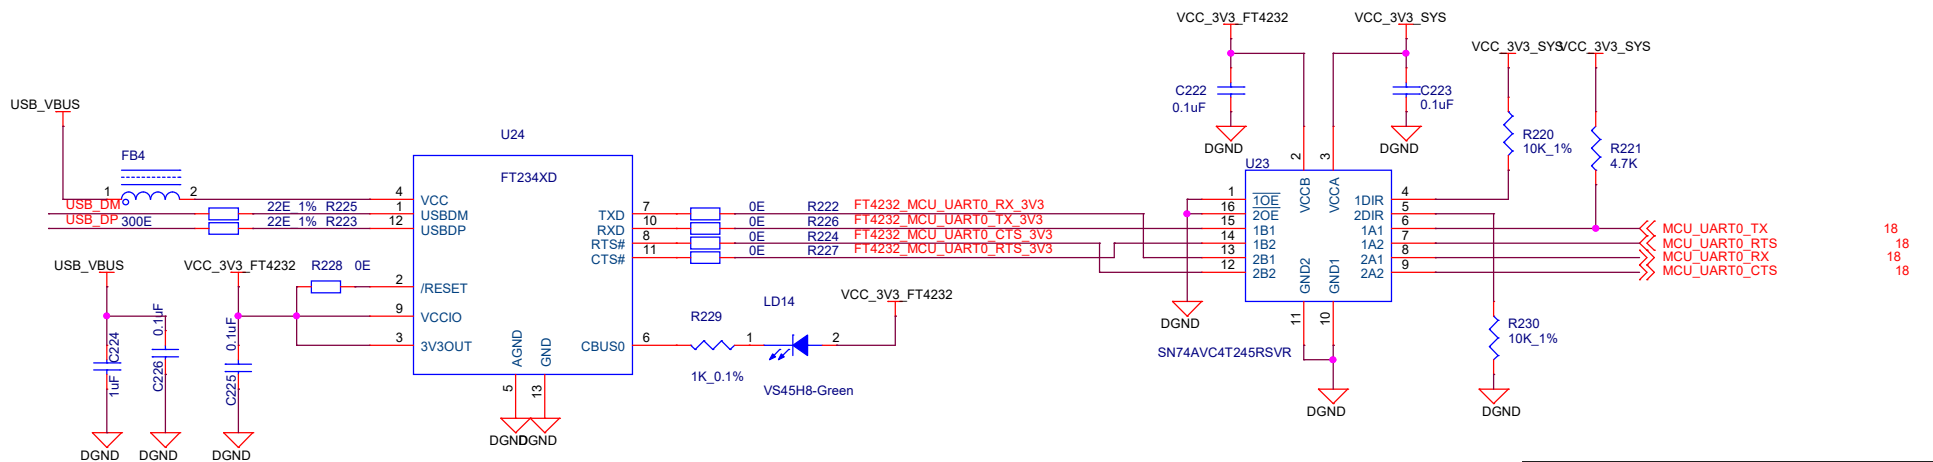 VCC_3V3_FT4232
VCC_3V3_SYS
VCC_3V3_SYS
VCC_3V3_SYS
C222
0.1uF
DGND
C223
0.1uF
DGND
R220
10K_1%
R221
4.7K
USB_VBUS
FB4
1
2
300E
USB_DM
USB_DP
22E_1% R225
22E_1% R223
U24
FT234XD
4 VCC
1 USBDM
12 USBDP
2 /RESET
9 VCCIO
3 3V3OUT
TXD 7
RXD 10
RTS# 8
CTS# 11
CBUS0 6
AGND 5
GND 13
DGND
DGND
0E R222 FT4232_MCU_UART0_RX_3V3
0E R226 FT4232_MCU_UART0_TX_3V3
0E R224 FT4232_MCU_UART0_CTS_3V3
0E R227 FT4232_MCU_UART0_RTS_3V3
U23
2 VCCB
3 VCCA
1 1OE
16 2OE
15 1B1
14 1B2
13 2B1
12 2B2
1DIR 4
2DIR 5
1A1 6
1A2 7
2A1 8
2A2 9
GND2 11
GND1 10
SN74AVC4T245RSVR
DGND
DGND
MCU_UART0_TX 18
MCU_UART0_RTS 18
MCU_UART0_RX 18
MCU_UART0_CTS 18
R230
10K_1%
DGND
USB_VBUS
C224
1uF
C226
0.1uF
DGND
DGND
VCC_3V3_FT4232
R228 0E
C225
0.1uF
DGND
R229
1K_0.1%
LD14
1
2
VS45H8-Green
VCC_3V3_FT4232